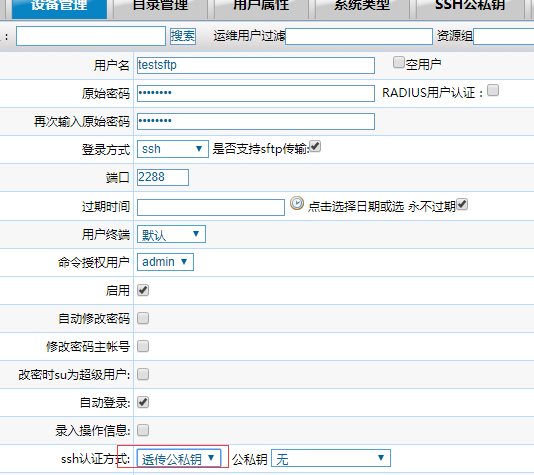 设备管理 目录管理 用户属性 系统类型 SSH公私钥
: 搜索 运维用户过滤 资源组
用户名 testsftp 空用户
原始密码 •••••••• RADIUS用户认证：
再次输入原始密码 ••••••••
登录方式 ssh 是否支持sftp传输:
端口 2288
过期时间 点击选择日期或选 永不过期
用户终端 默认
命令授权用户 admin
启用
自动修改密码
修改密码主帐号
改密时su为超级用户:
自动登录:
录入操作信息:
ssh认证方式: 透传公私钥 公私钥 无